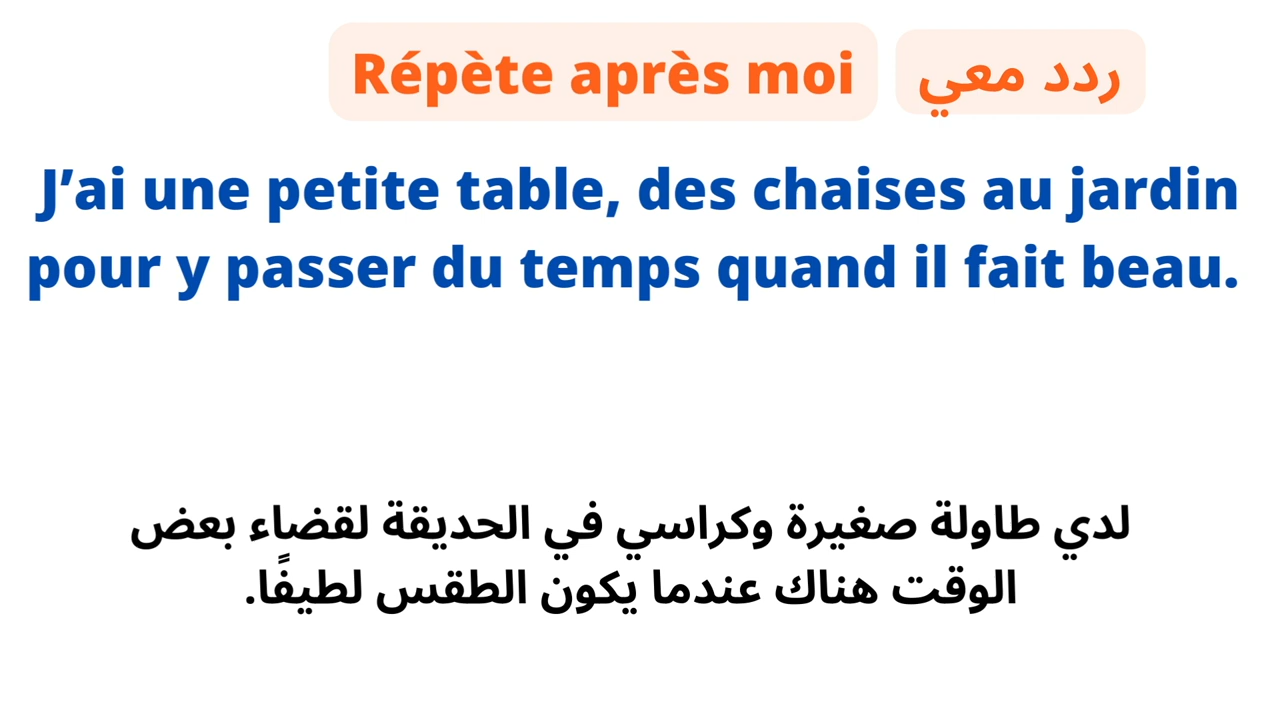 Répète après moi ردد معي
J’ai une petite table, des chaises au jardin
pour y passer du temps quand il fait beau.
لدي طاولة صغيرة وكراسي في الحديقة لقضاء بعض
الوقت هناك عندما يكون الطقس لطيفًا.